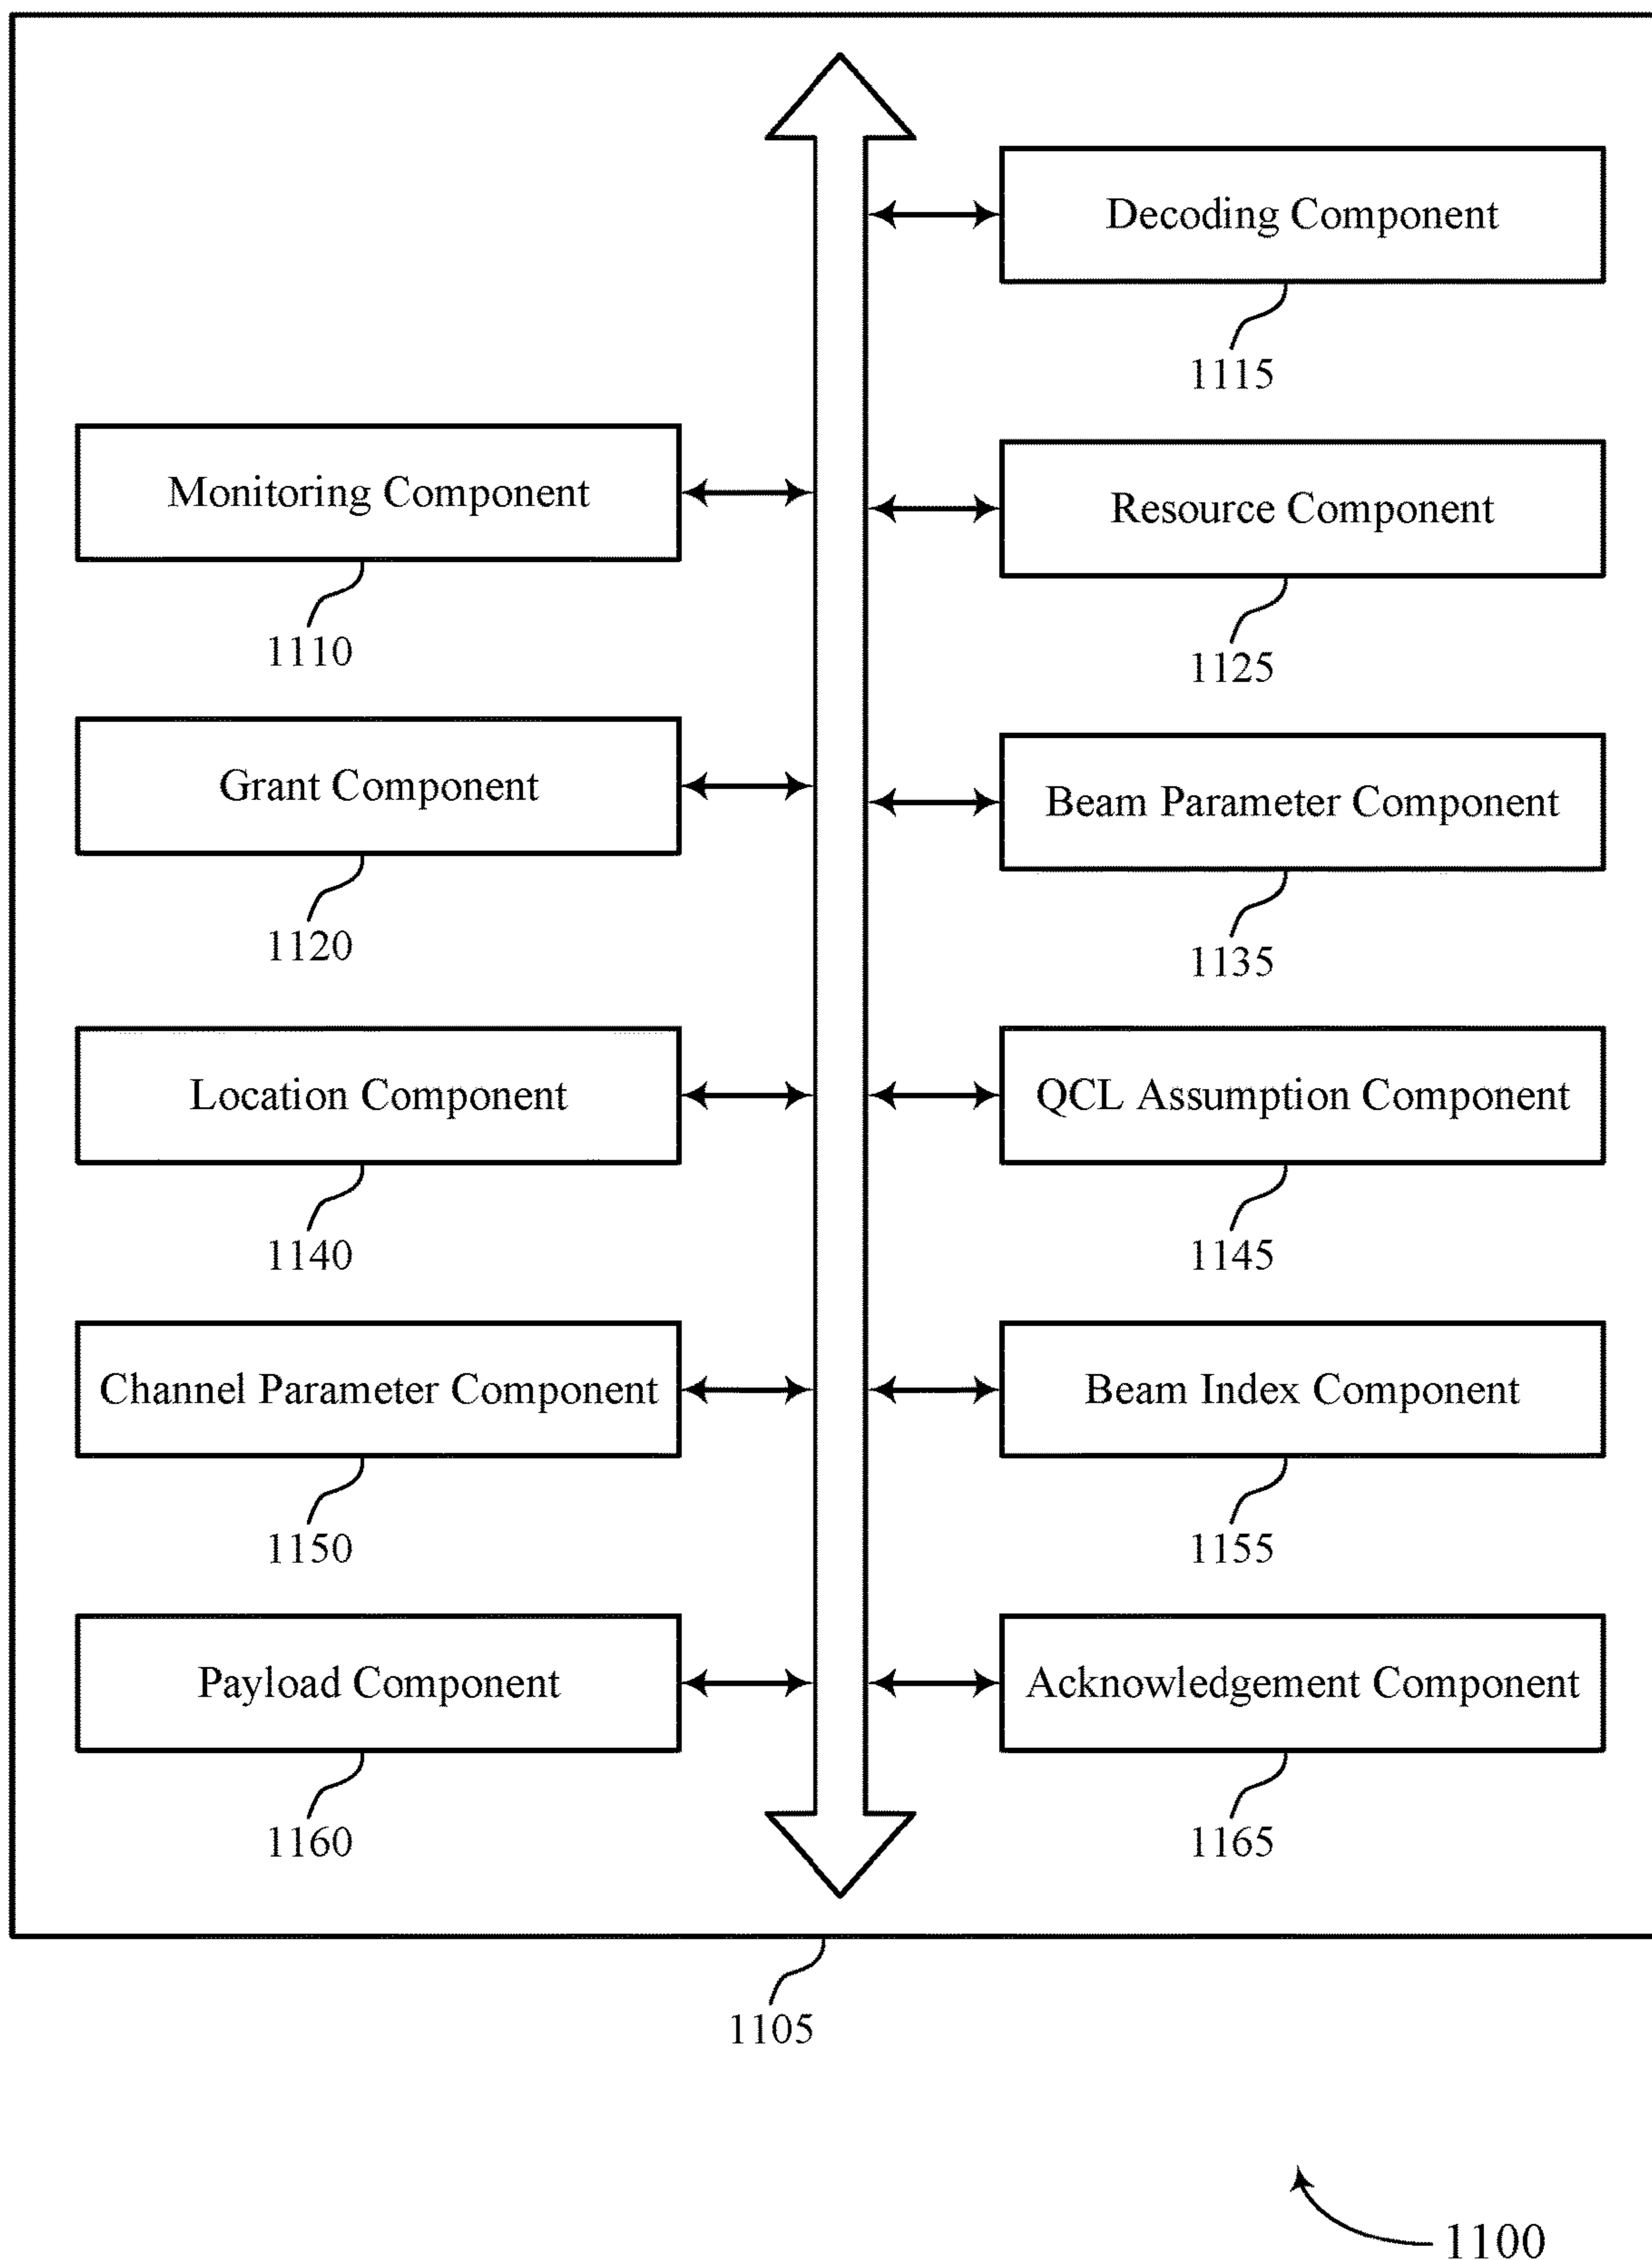 Decoding Component
1115
Monitoring Component
1110
Resource Component
1125
Grant Component
1120
Beam Parameter Component
1135
Location Component
1140
QCL Assumption Component
1145
Channel Parameter Component
1150
Beam Index Component
1155
Payload Component
1160
Acknowledgement Component
1165
1105
1100